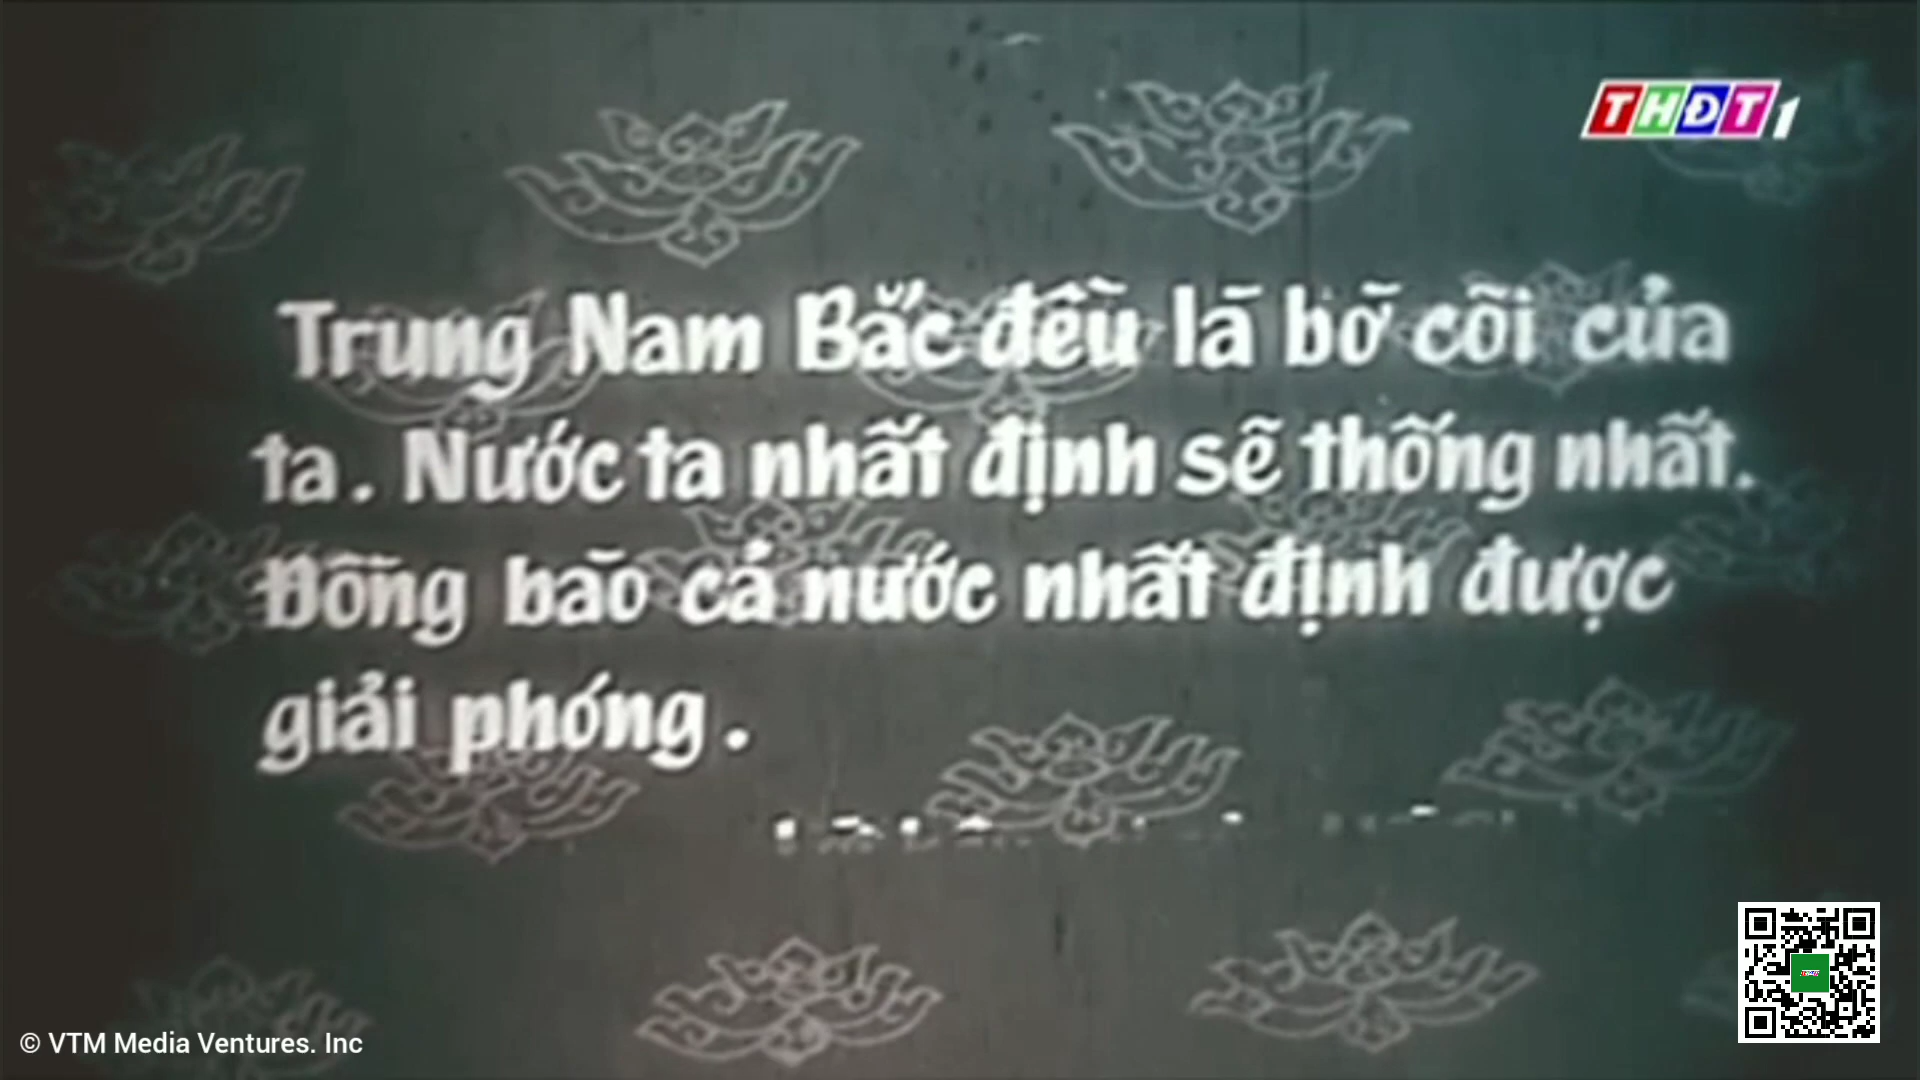 THĐT1
Trung Nam Bắc đều là bờ cõi của
ta. Nước ta nhất định sẽ thống nhất.
Đồng bào cả nước nhất định được
giải phóng.
© VTM Media Ventures. Inc